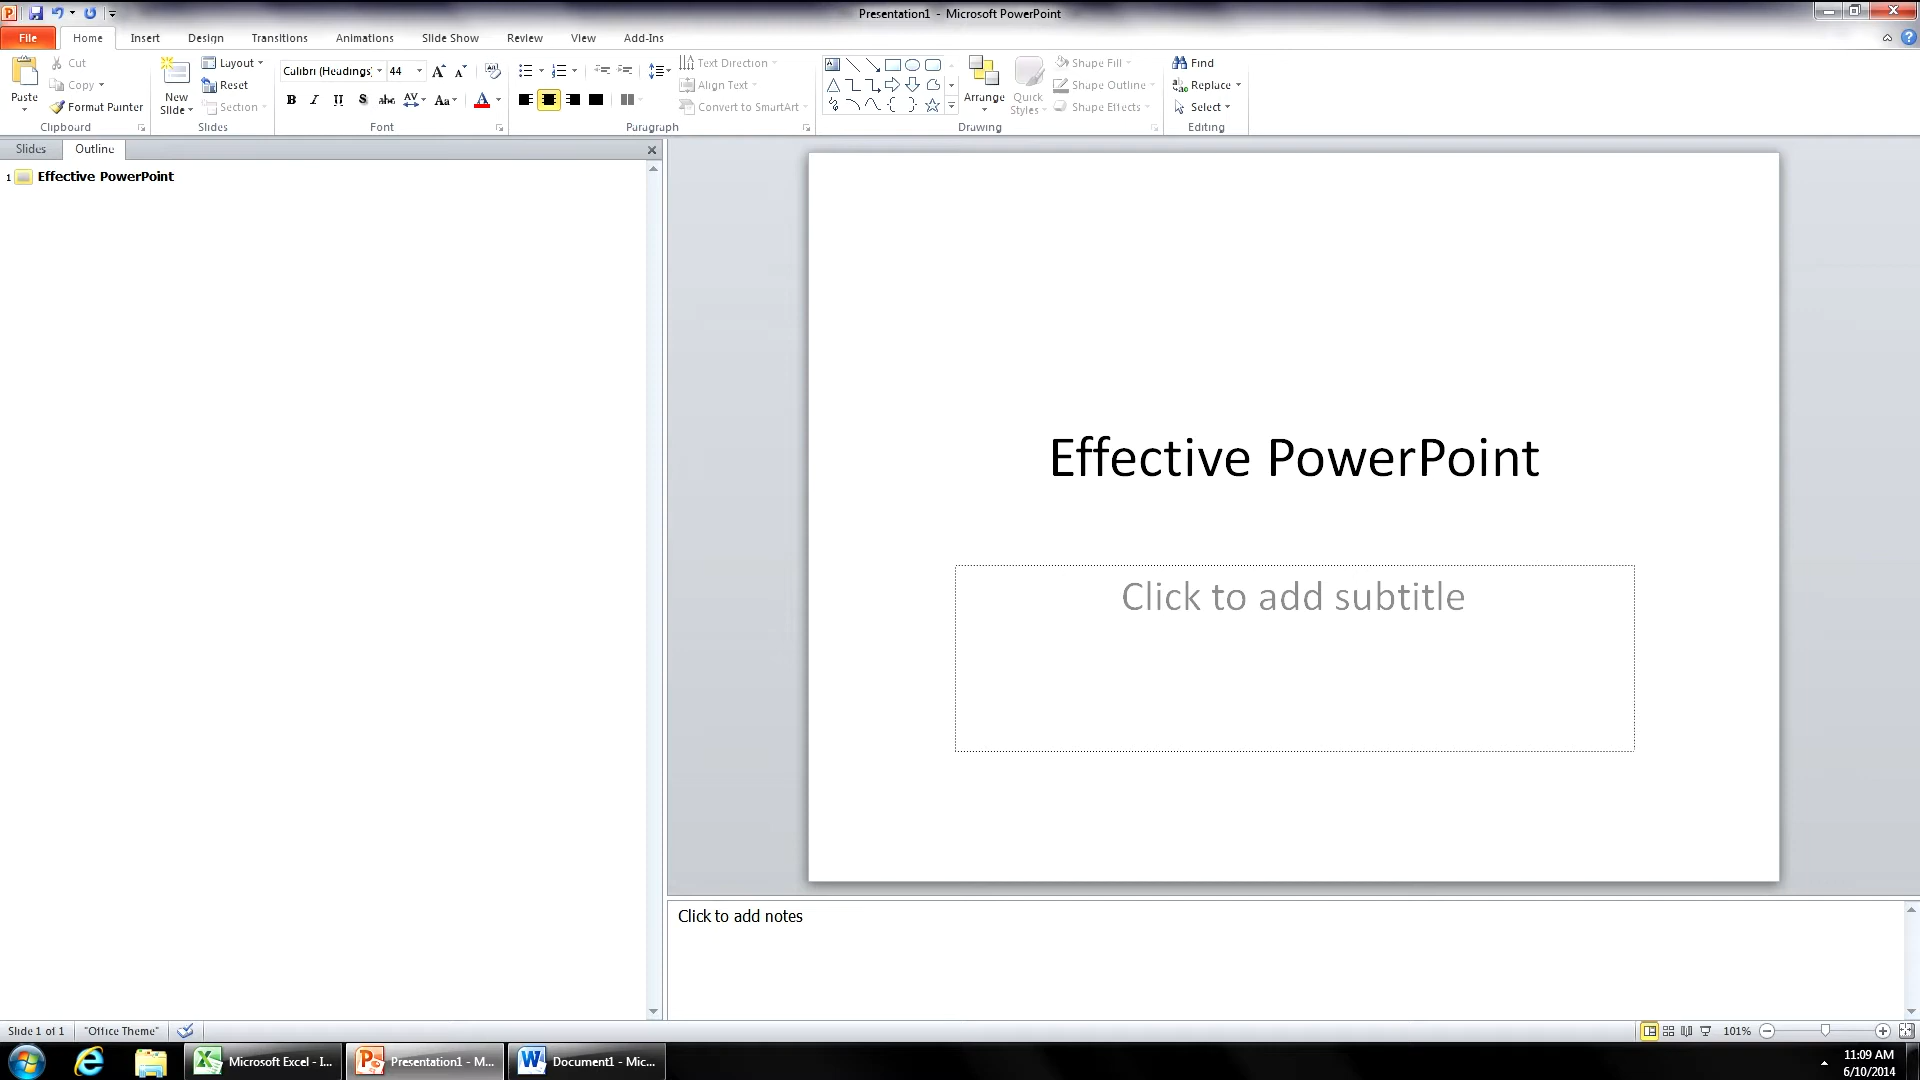 Presentation1 - Microsoft PowerPoint
File Home Insert Design Transitions Animations Slide Show Review View Add-Ins
Paste
Cut
Copy
Format Painter
Clipboard
New
Slide
Layout
Reset
Section
Slides
Calibri (Headings) 44
B I U S abc AV Aa A
Font
Text Direction
Align Text
Convert to SmartArt
Paragraph
Arrange
Quick
Styles
Shape Fill
Shape Outline
Shape Effects
Drawing
Find
Replace
Select
Editing
Slides Outline
1 Effective PowerPoint
Effective PowerPoint
Click to add subtitle
Click to add notes
Slide 1 of 1 "Office Theme" 101%
Microsoft Excel - I... Presentation1 - M... Document1 - Mic...
11:09 AM
6/10/2014